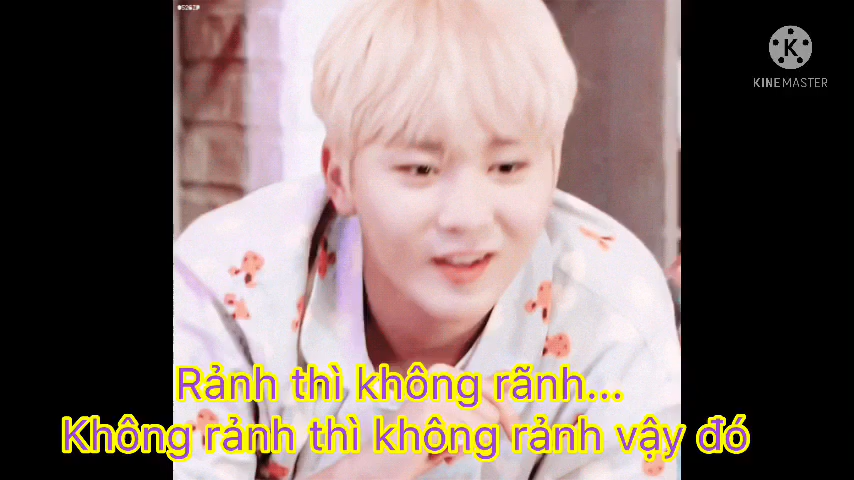 KINEMASTER
Rảnh thì không rãnh...
Không rảnh thì không rảnh vậy đó